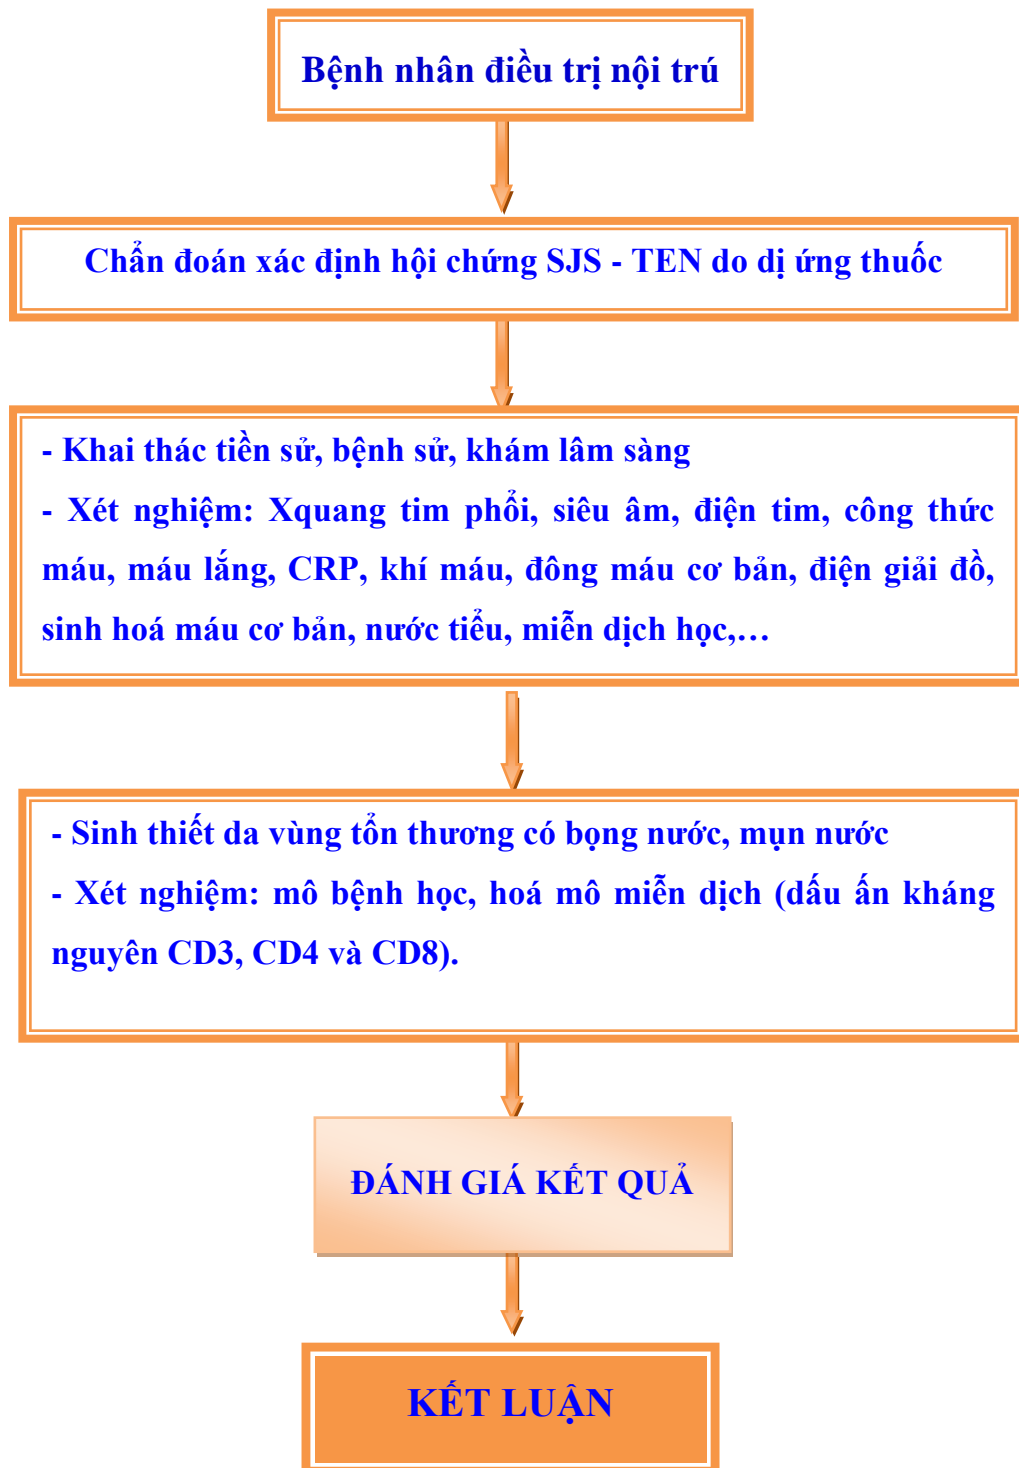 Bệnh nhân điều trị nội trú
Chẩn đoán xác định hội chứng SJS - TEN do dị ứng thuốc
- Khai thác tiền sử, bệnh sử, khám lâm sàng
- Xét nghiệm: Xquang tim phổi, siêu âm, điện tim, công thức
máu, máu lắng, CRP, khí máu, đông máu cơ bản, điện giải đồ,
sinh hoá máu cơ bản, nước tiểu, miễn dịch học,…
- Sinh thiết da vùng tổn thương có bọng nước, mụn nước
- Xét nghiệm: mô bệnh học, hoá mô miễn dịch (dấu ấn kháng
nguyên CD3, CD4 và CD8).
ĐÁNH GIÁ KẾT QUẢ
KẾT LUẬN